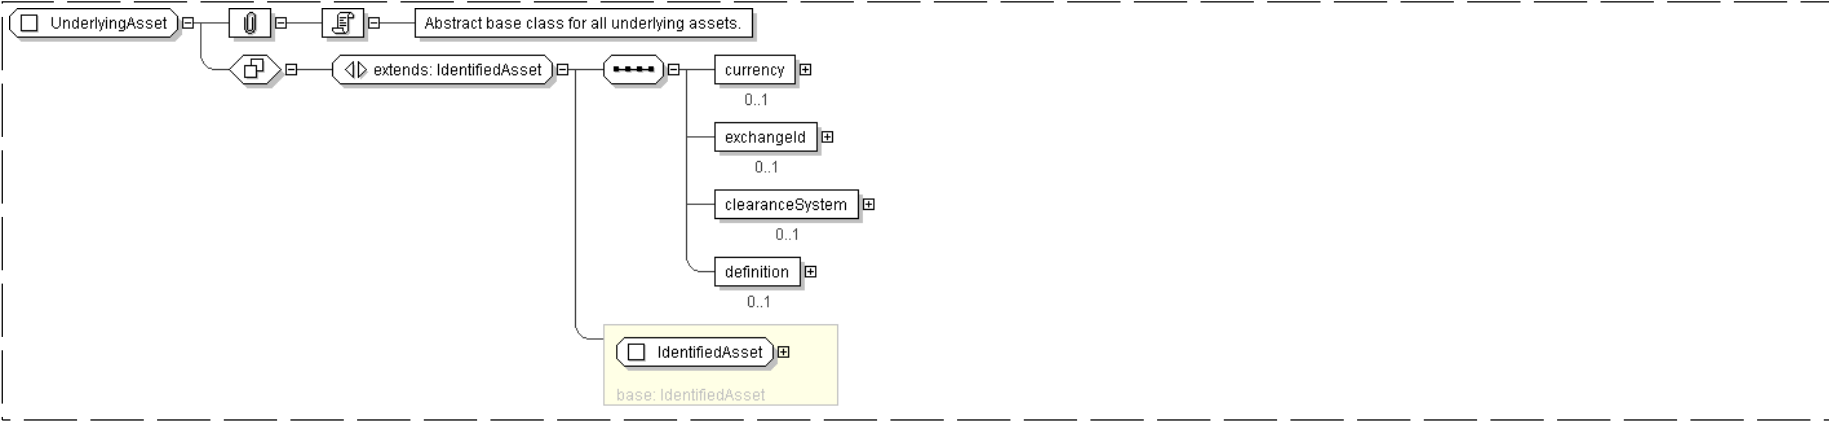 UnderlyingAsset
Abstract base class for all underlying assets.
extends: IdentifiedAsset
currency
0..1
exchangeId
0..1
clearanceSystem
0..1
definition
0..1
IdentifiedAsset
base: IdentifiedAsset